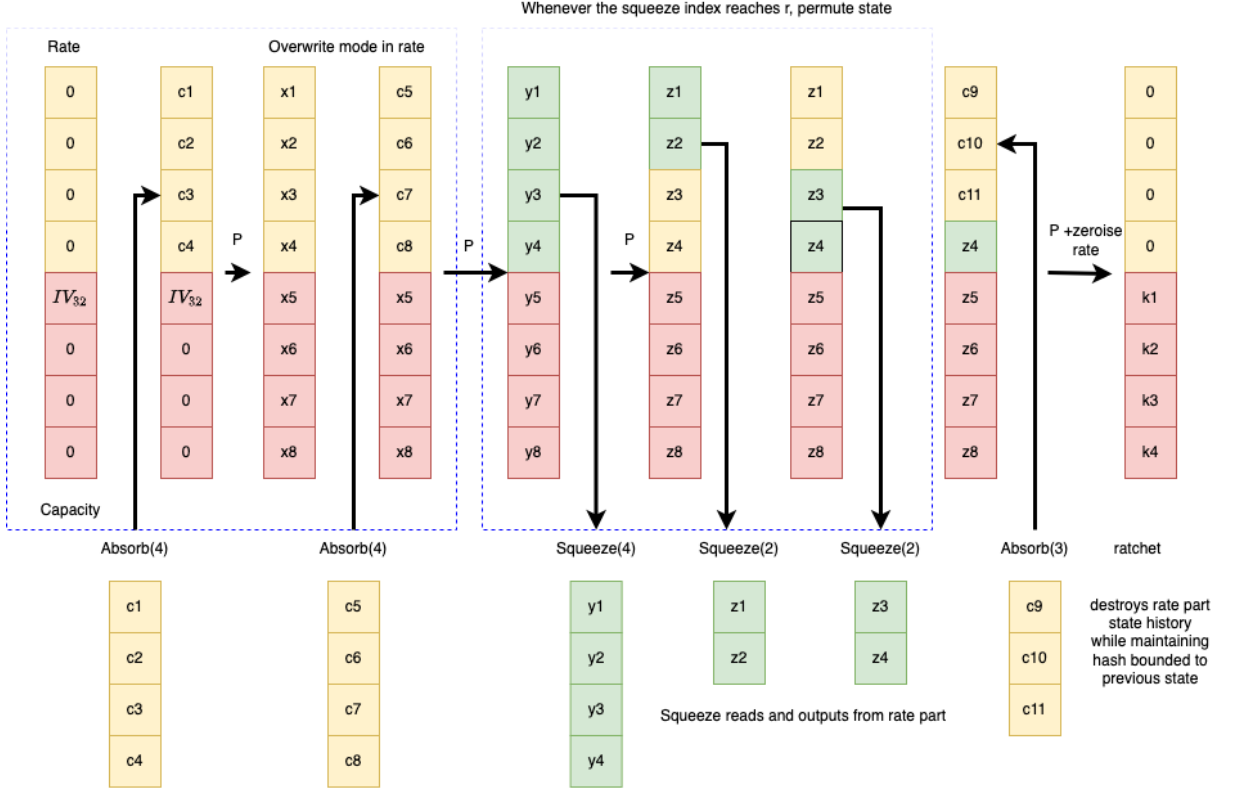 Whenever the squeeze index reaches r, permute state
Rate
Overwrite mode in rate
0 c1 x1 c5 y1 z1 z1 c9 0
0 c2 x2 c6 y2 z2 z2 c10 0
0 c3 x3 c7 y3 z3 z3 c11 0
0 c4 x4 c8 y4 z4 z4 z4 0
P
P
P
P +zeroise
rate
IV32 IV32 x5 x5 y5 z5 z5 z5 k1
0 0 x6 x6 y6 z6 z6 z6 k2
0 0 x7 x7 y7 z7 z7 z7 k3
0 0 x8 x8 y8 z8 z8 z8 k4
Capacity
Absorb(4) Absorb(4) Squeeze(4) Squeeze(2) Squeeze(2) Absorb(3) ratchet
c1 c5 y1 z1 z3 c9
c2 c6 y2 z2 z4 c10
c3 c7 y3 c11
c4 c8 y4
destroys rate part
state history
while maintaining
hash bounded to
previous state
Squeeze reads and outputs from rate part